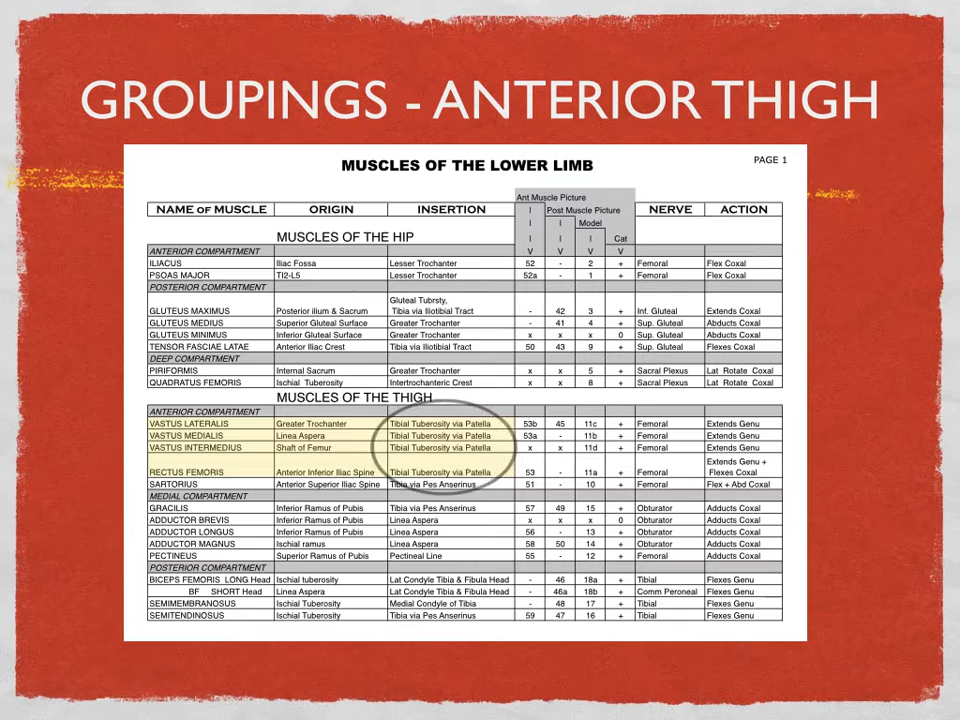 GROUPINGS - ANTERIOR THIGH
MUSCLES OF THE LOWER LIMB
PAGE 1
Ant Muscle Picture
NAME OF MUSCLE ORIGIN INSERTION I Post Muscle Picture NERVE ACTION
I I Model
MUSCLES OF THE HIP I I I Cat
ANTERIOR COMPARTMENT V V V V
ILIACUS Iliac Fossa Lesser Trochanter 52 - 2 + Femoral Flex Coxal
PSOAS MAJOR Tl2-L5 Lesser Trochanter 52a - 1 + Femoral Flex Coxal
POSTERIOR COMPARTMENT
Gluteal Tubrsty,
GLUTEUS MAXIMUS Posterior ilium & Sacrum Tibia via Iliotibial Tract - 42 3 + Inf. Gluteal Extends Coxal
GLUTEUS MEDIUS Superior Gluteal Surface Greater Trochanter - 41 4 + Sup. Gluteal Abducts Coxal
GLUTEUS MINIMUS Inferior Gluteal Surface Greater Trochanter x x x 0 Sup. Gluteal Abducts Coxal
TENSOR FASCIAE LATAE Anterior Iliac Crest Tibia via Iliotibial Tract 50 43 9 + Sup. Gluteal Flexes Coxal
DEEP COMPARTMENT
PIRIFORMIS Internal Sacrum Greater Trochanter x x 5 + Sacral Plexus Lat Rotate Coxal
QUADRATUS FEMORIS Ischial Tuberosity Intertrochanteric Crest x x 8 + Sacral Plexus Lat Rotate Coxal
MUSCLES OF THE THIGH
ANTERIOR COMPARTMENT
VASTUS LATERALIS Greater Trochanter Tibial Tuberosity via Patella 53b 45 11c + Femoral Extends Genu
VASTUS MEDIALIS Linea Aspera Tibial Tuberosity via Patella 53a - 11b + Femoral Extends Genu
VASTUS INTERMEDIUS Shaft of Femur Tibial Tuberosity via Patella x x 11d + Femoral Extends Genu
Extends Genu +
RECTUS FEMORIS Anterior Inferior Iliac Spine Tibial Tuberosity via Patella 53 - 11a + Femoral Flexes Coxal
SARTORIUS Anterior Superior Iliac Spine Tibia via Pes Anserinus 51 - 10 + Femoral Flex + Abd Coxal
MEDIAL COMPARTMENT
GRACILIS Inferior Ramus of Pubis Tibia via Pes Anserinus 57 49 15 + Obturator Adducts Coxal
ADDUCTOR BREVIS Inferior Ramus of Pubis Linea Aspera x x x 0 Obturator Adducts Coxal
ADDUCTOR LONGUS Inferior Ramus of Pubis Linea Aspera 56 - 13 + Obturator Adducts Coxal
ADDUCTOR MAGNUS Ischial ramus Linea Aspera 58 50 14 + Obturator Adducts Coxal
PECTINEUS Superior Ramus of Pubis Pectineal Line 55 - 12 + Femoral Adducts Coxal
POSTERIOR COMPARTMENT
BICEPS FEMORIS LONG Head Ischial tuberosity Lat Condyle Tibia & Fibula Head - 46 18a + Tibial Flexes Genu
BF SHORT Head Linea Aspera Lat Condyle Tibia & Fibula Head - 46a 18b + Comm Peroneal Flexes Genu
SEMIMEMBRANOSUS Ischial Tuberosity Medial Condyle of Tibia - 48 17 + Tibial Flexes Genu
SEMITENDINOSUS Ischial Tuberosity Tibia via Pes Anserinus 59 47 16 + Tibial Flexes Genu